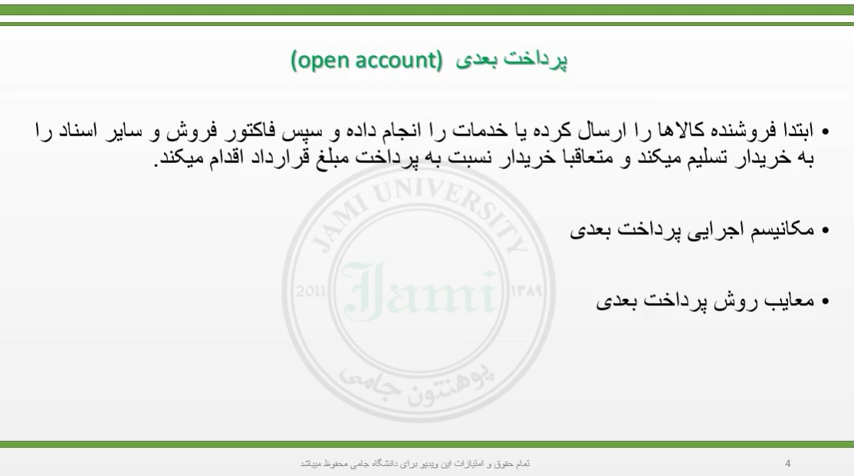 پرداخت بعدی (open account)
• ابتدا فروشنده کالاها را ارسال کرده یا خدمات را انجام داده و سپس فاکتور فروش و سایر اسناد را
به خریدار تسلیم میکند و متعاقبا خریدار نسبت به پرداخت مبلغ قرارداد اقدام میکند.
• مکانیسم اجرایی پرداخت بعدی
• معایب روش پرداخت بعدی
JAMI UNIVERSITY
2011 Jami ۱۳۸۹
پوهنتون جامی
تمام حقوق و امتیازات این ویدیو برای دانشگاه جامی محفوظ میباشد
4